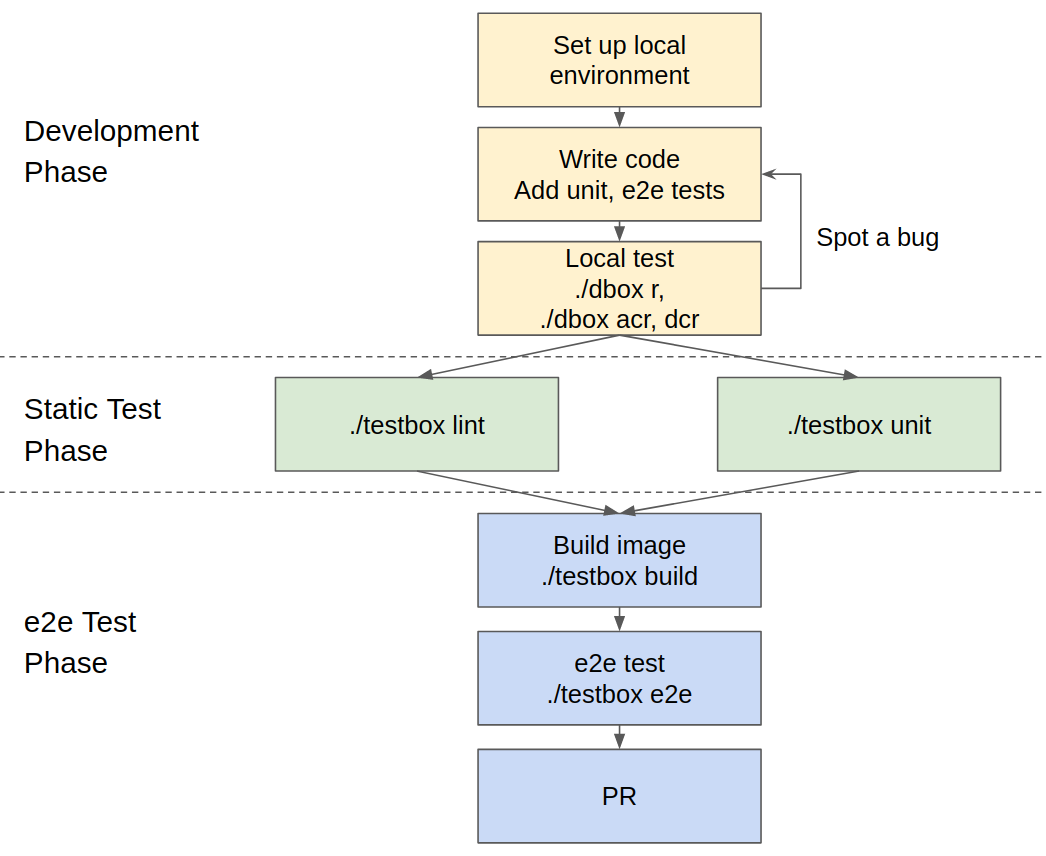 Set up local
environment
Development
Phase
Write code
Add unit, e2e tests
Spot a bug
Local test
./dbox r,
./dbox acr, dcr
Static Test
Phase
./testbox lint
./testbox unit
Build image
./testbox build
e2e Test
Phase
e2e test
./testbox e2e
PR